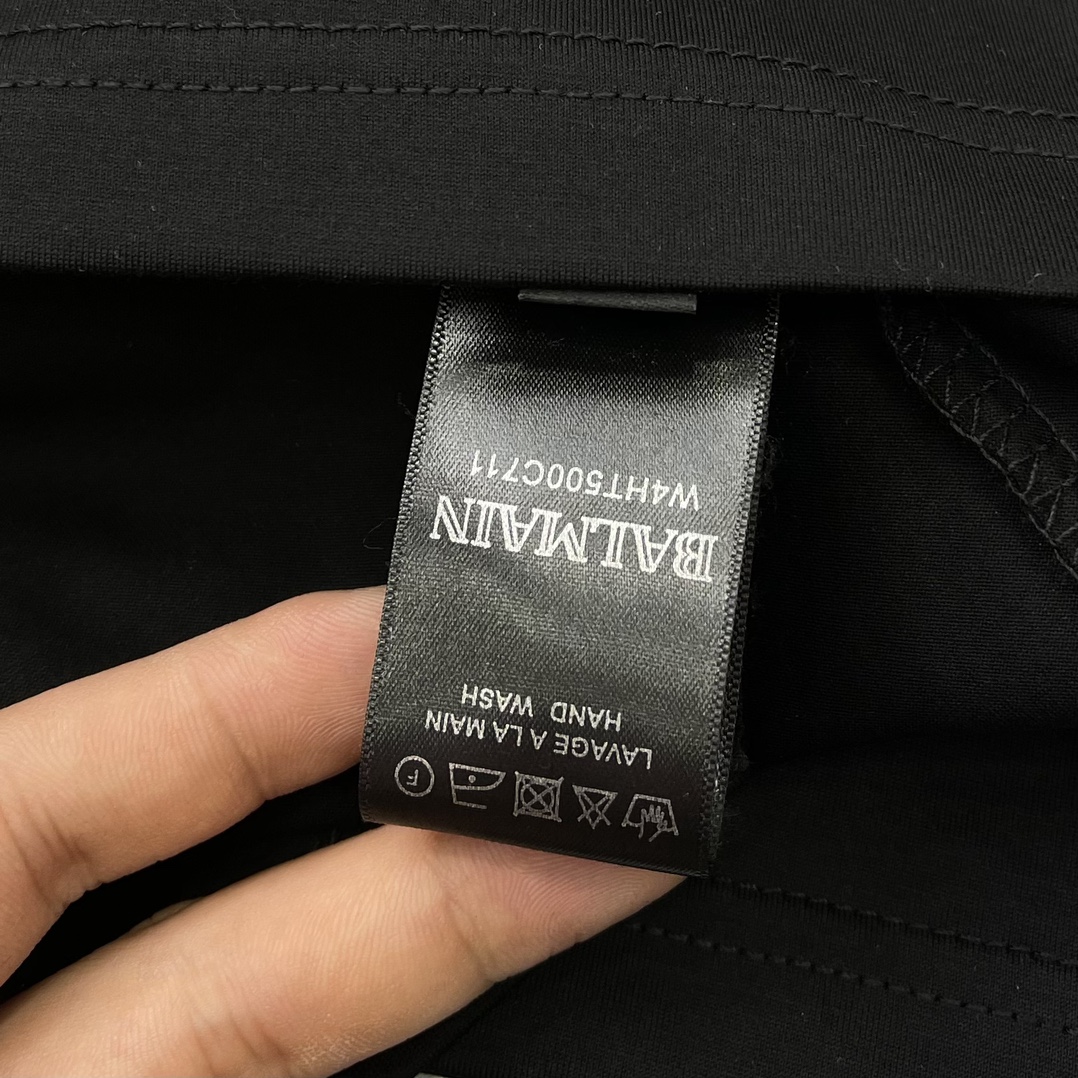 LAVAGE A LA MAIN
HAND WASH
BALMAIN
W4HT500C711